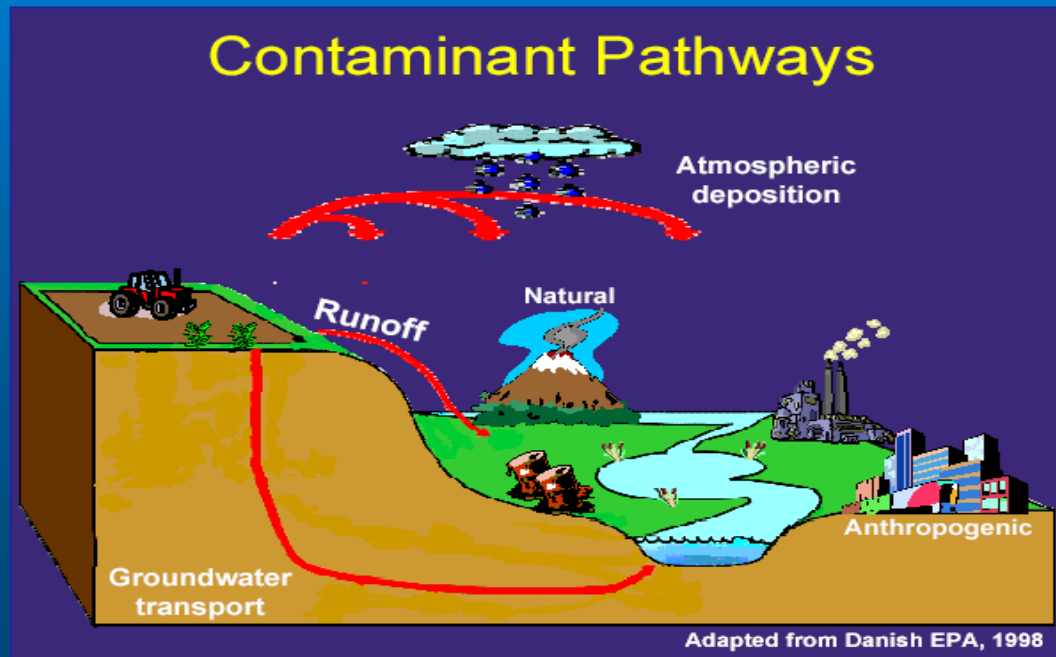 Contaminant Pathways
Atmospheric
deposition
Runoff
Natural
Anthropogenic
Groundwater
transport
Adapted from Danish EPA, 1998